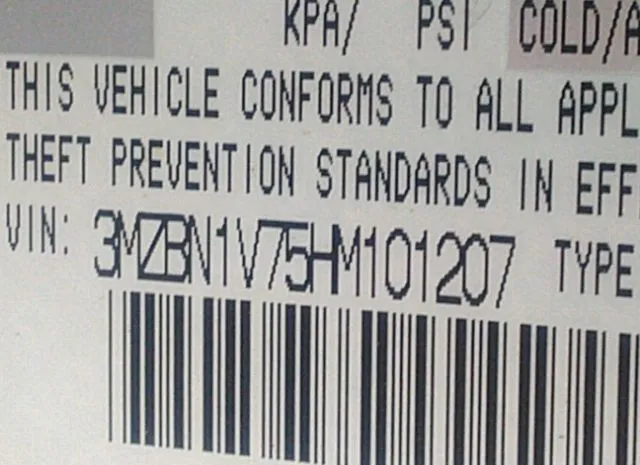 KPA/ PSI COLD/A
THIS VEHICLE CONFORMS TO ALL APPL
THEFT PREVENTION STANDARDS IN EFF
VIN: 3MZBN1V75HM101207 TYPE